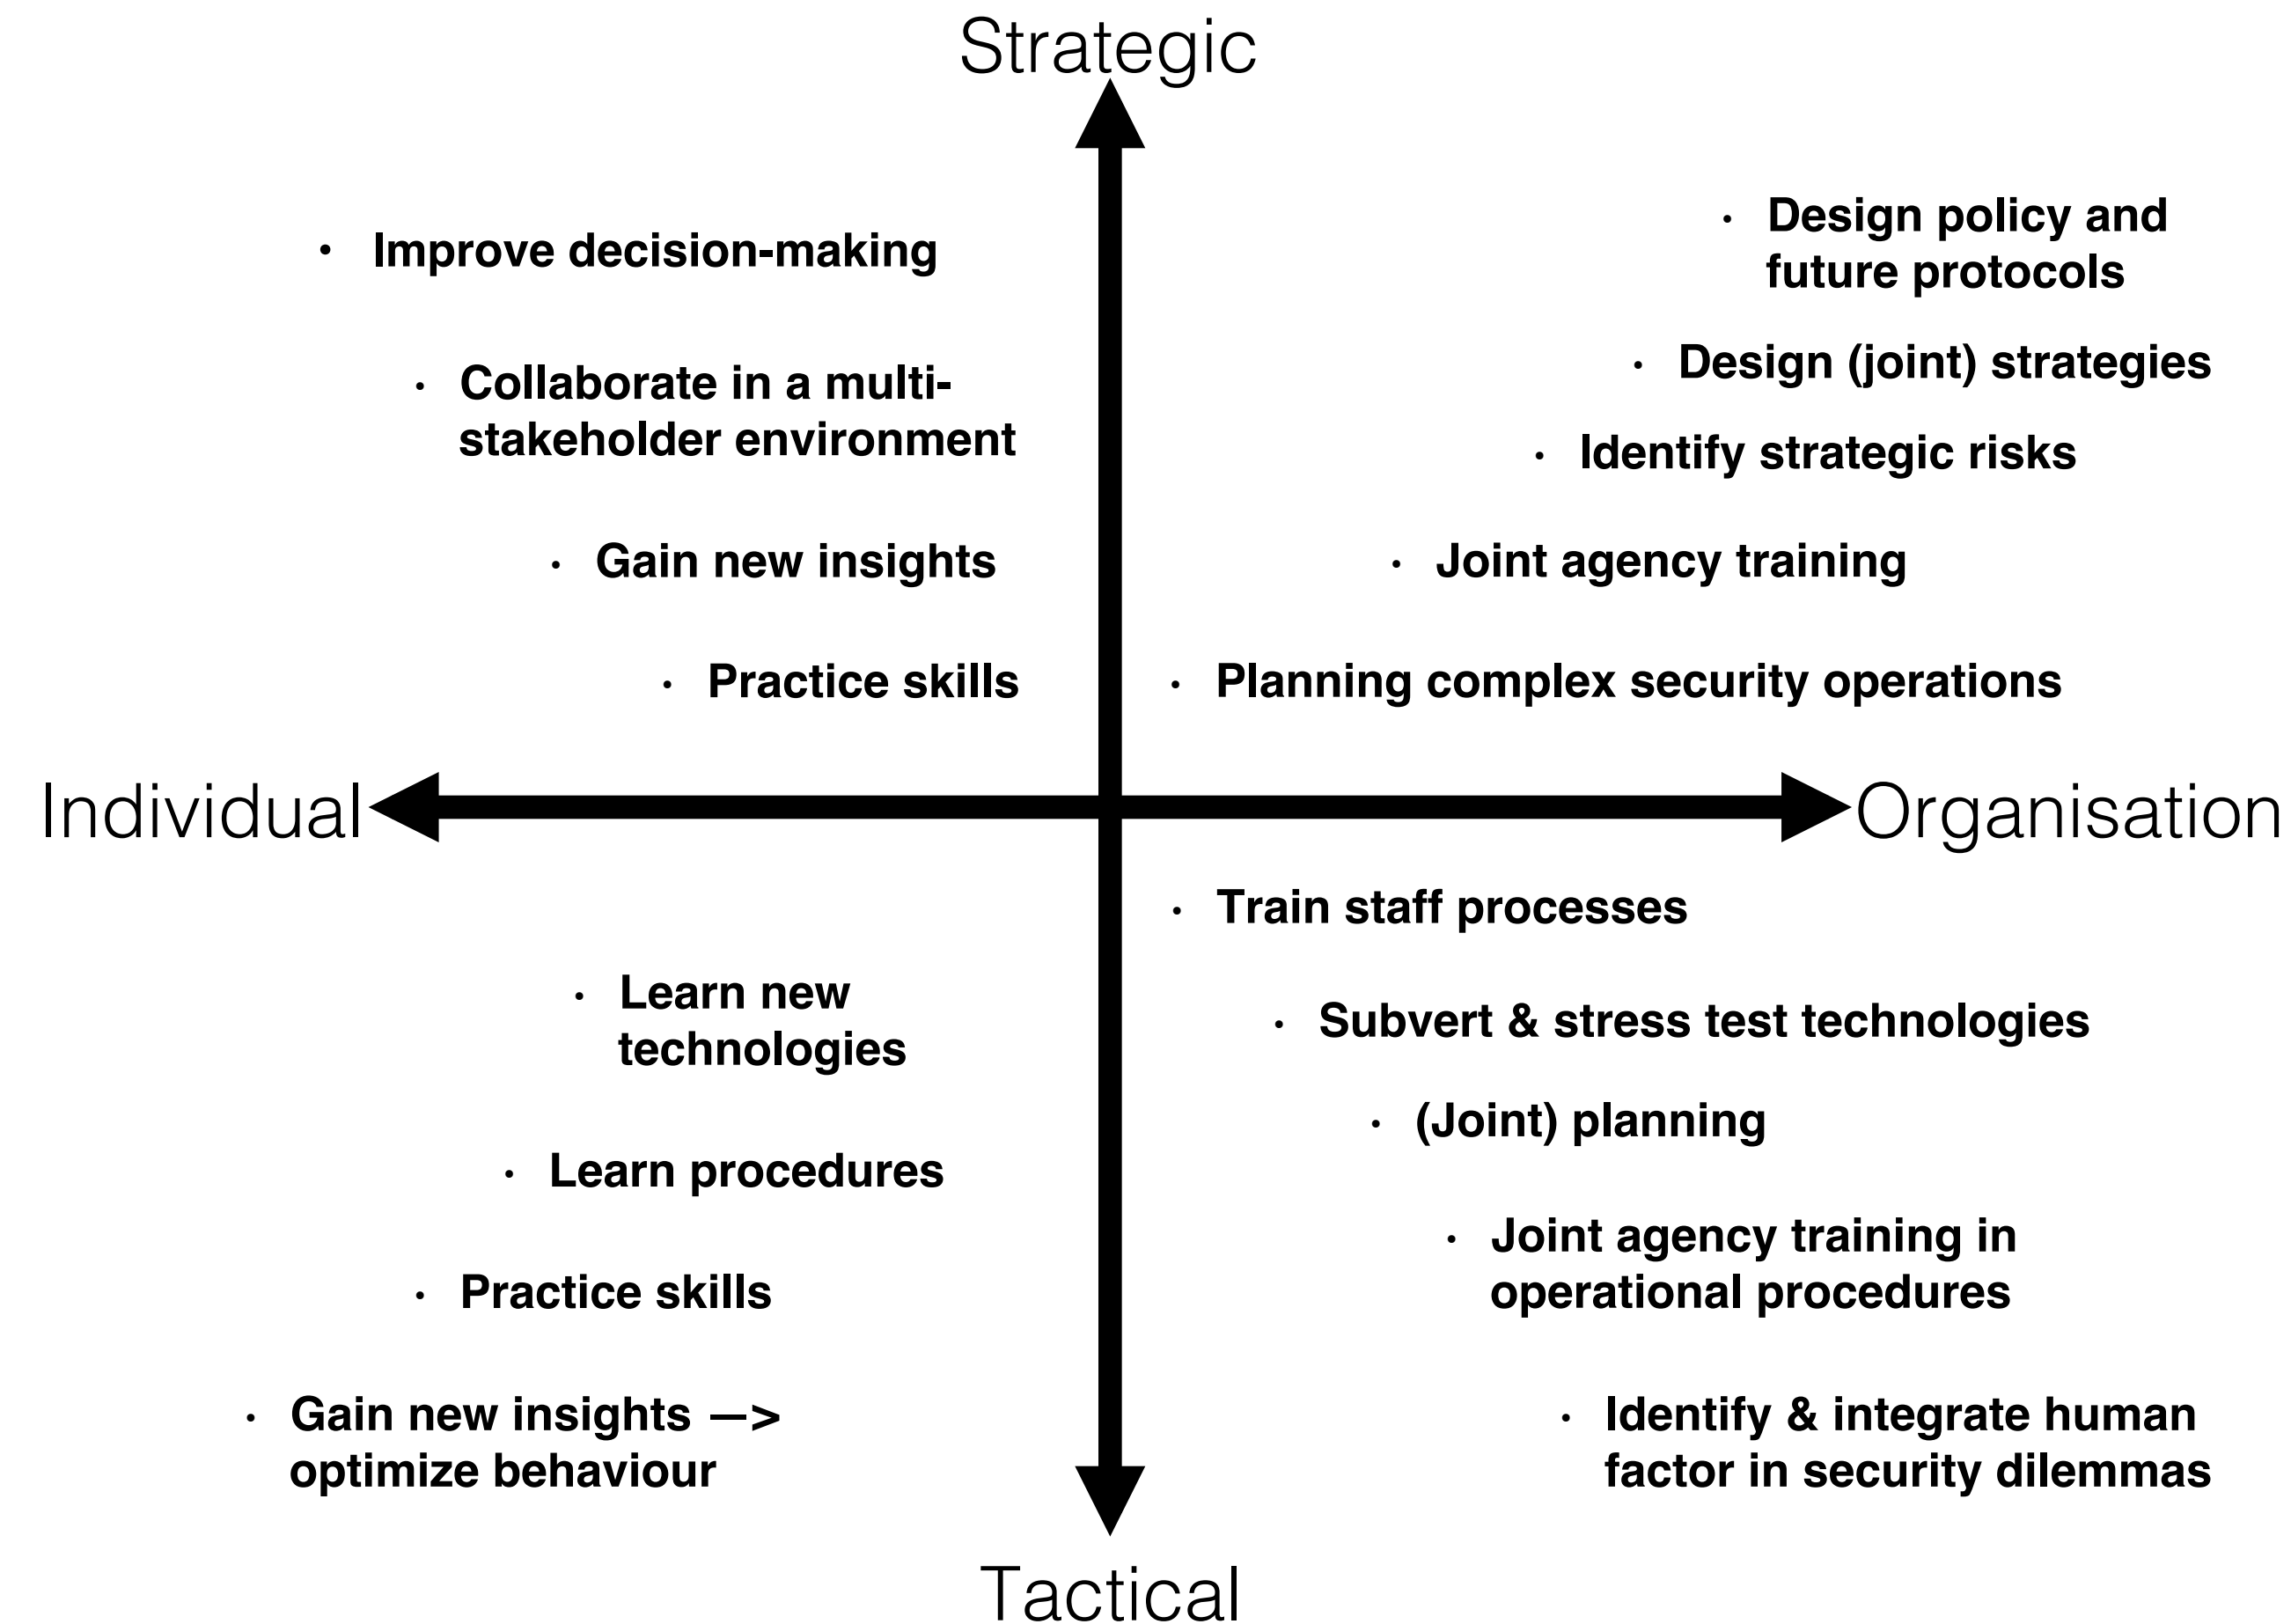 Strategic
• Improve decision-making
• Collaborate in a multi-
stakeholder environment
• Gain new insights
• Practice skills
• Design policy and
future protocols
• Design (joint) strategies
• Identify strategic risks
• Joint agency training
• Planning complex security operations
Individual
Organisation
• Learn new
technologies
• Learn procedures
• Practice skills
• Gain new insights —>
optimize behaviour
• Train staff processes
• Subvert & stress test technologies
• (Joint) planning
• Joint agency training in
operational procedures
• Identify & integrate human
factor in security dilemmas
Tactical